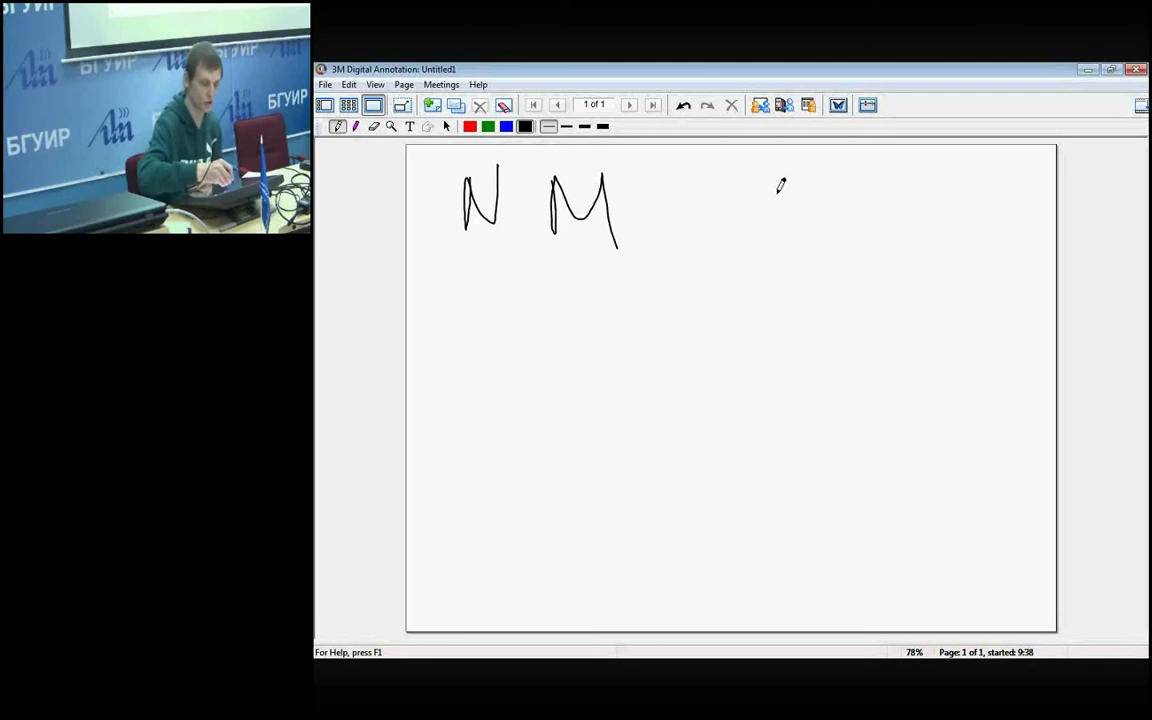 БГУИР
БГУИР
БГУИР
3M Digital Annotation: Untitled1
File Edit View Page Meetings Help
1 of 1
T
N M
For Help, press F1
78% Page: 1 of 1, started: 9:38